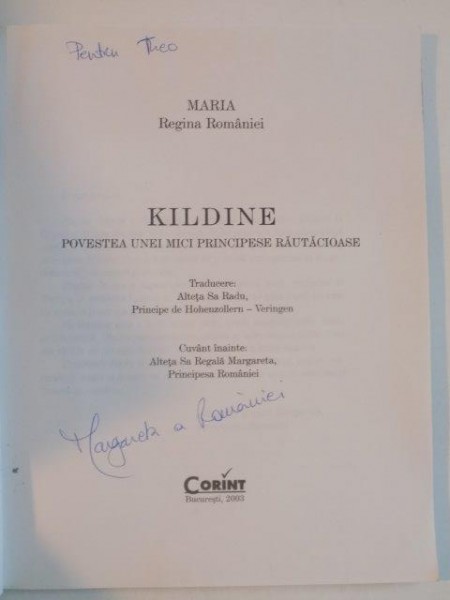 Pentru Theo
MARIA
Regina României
KILDINE
POVESTEA UNEI MICI PRINCIPESE RĂUTĂCIOASE
Traducere:
Alteța Sa Radu,
Principe de Hohenzollern – Veringen
Cuvânt înainte:
Alteța Sa Regală Margareta,
Principesa României
Margareta a României
CORINT
București, 2003